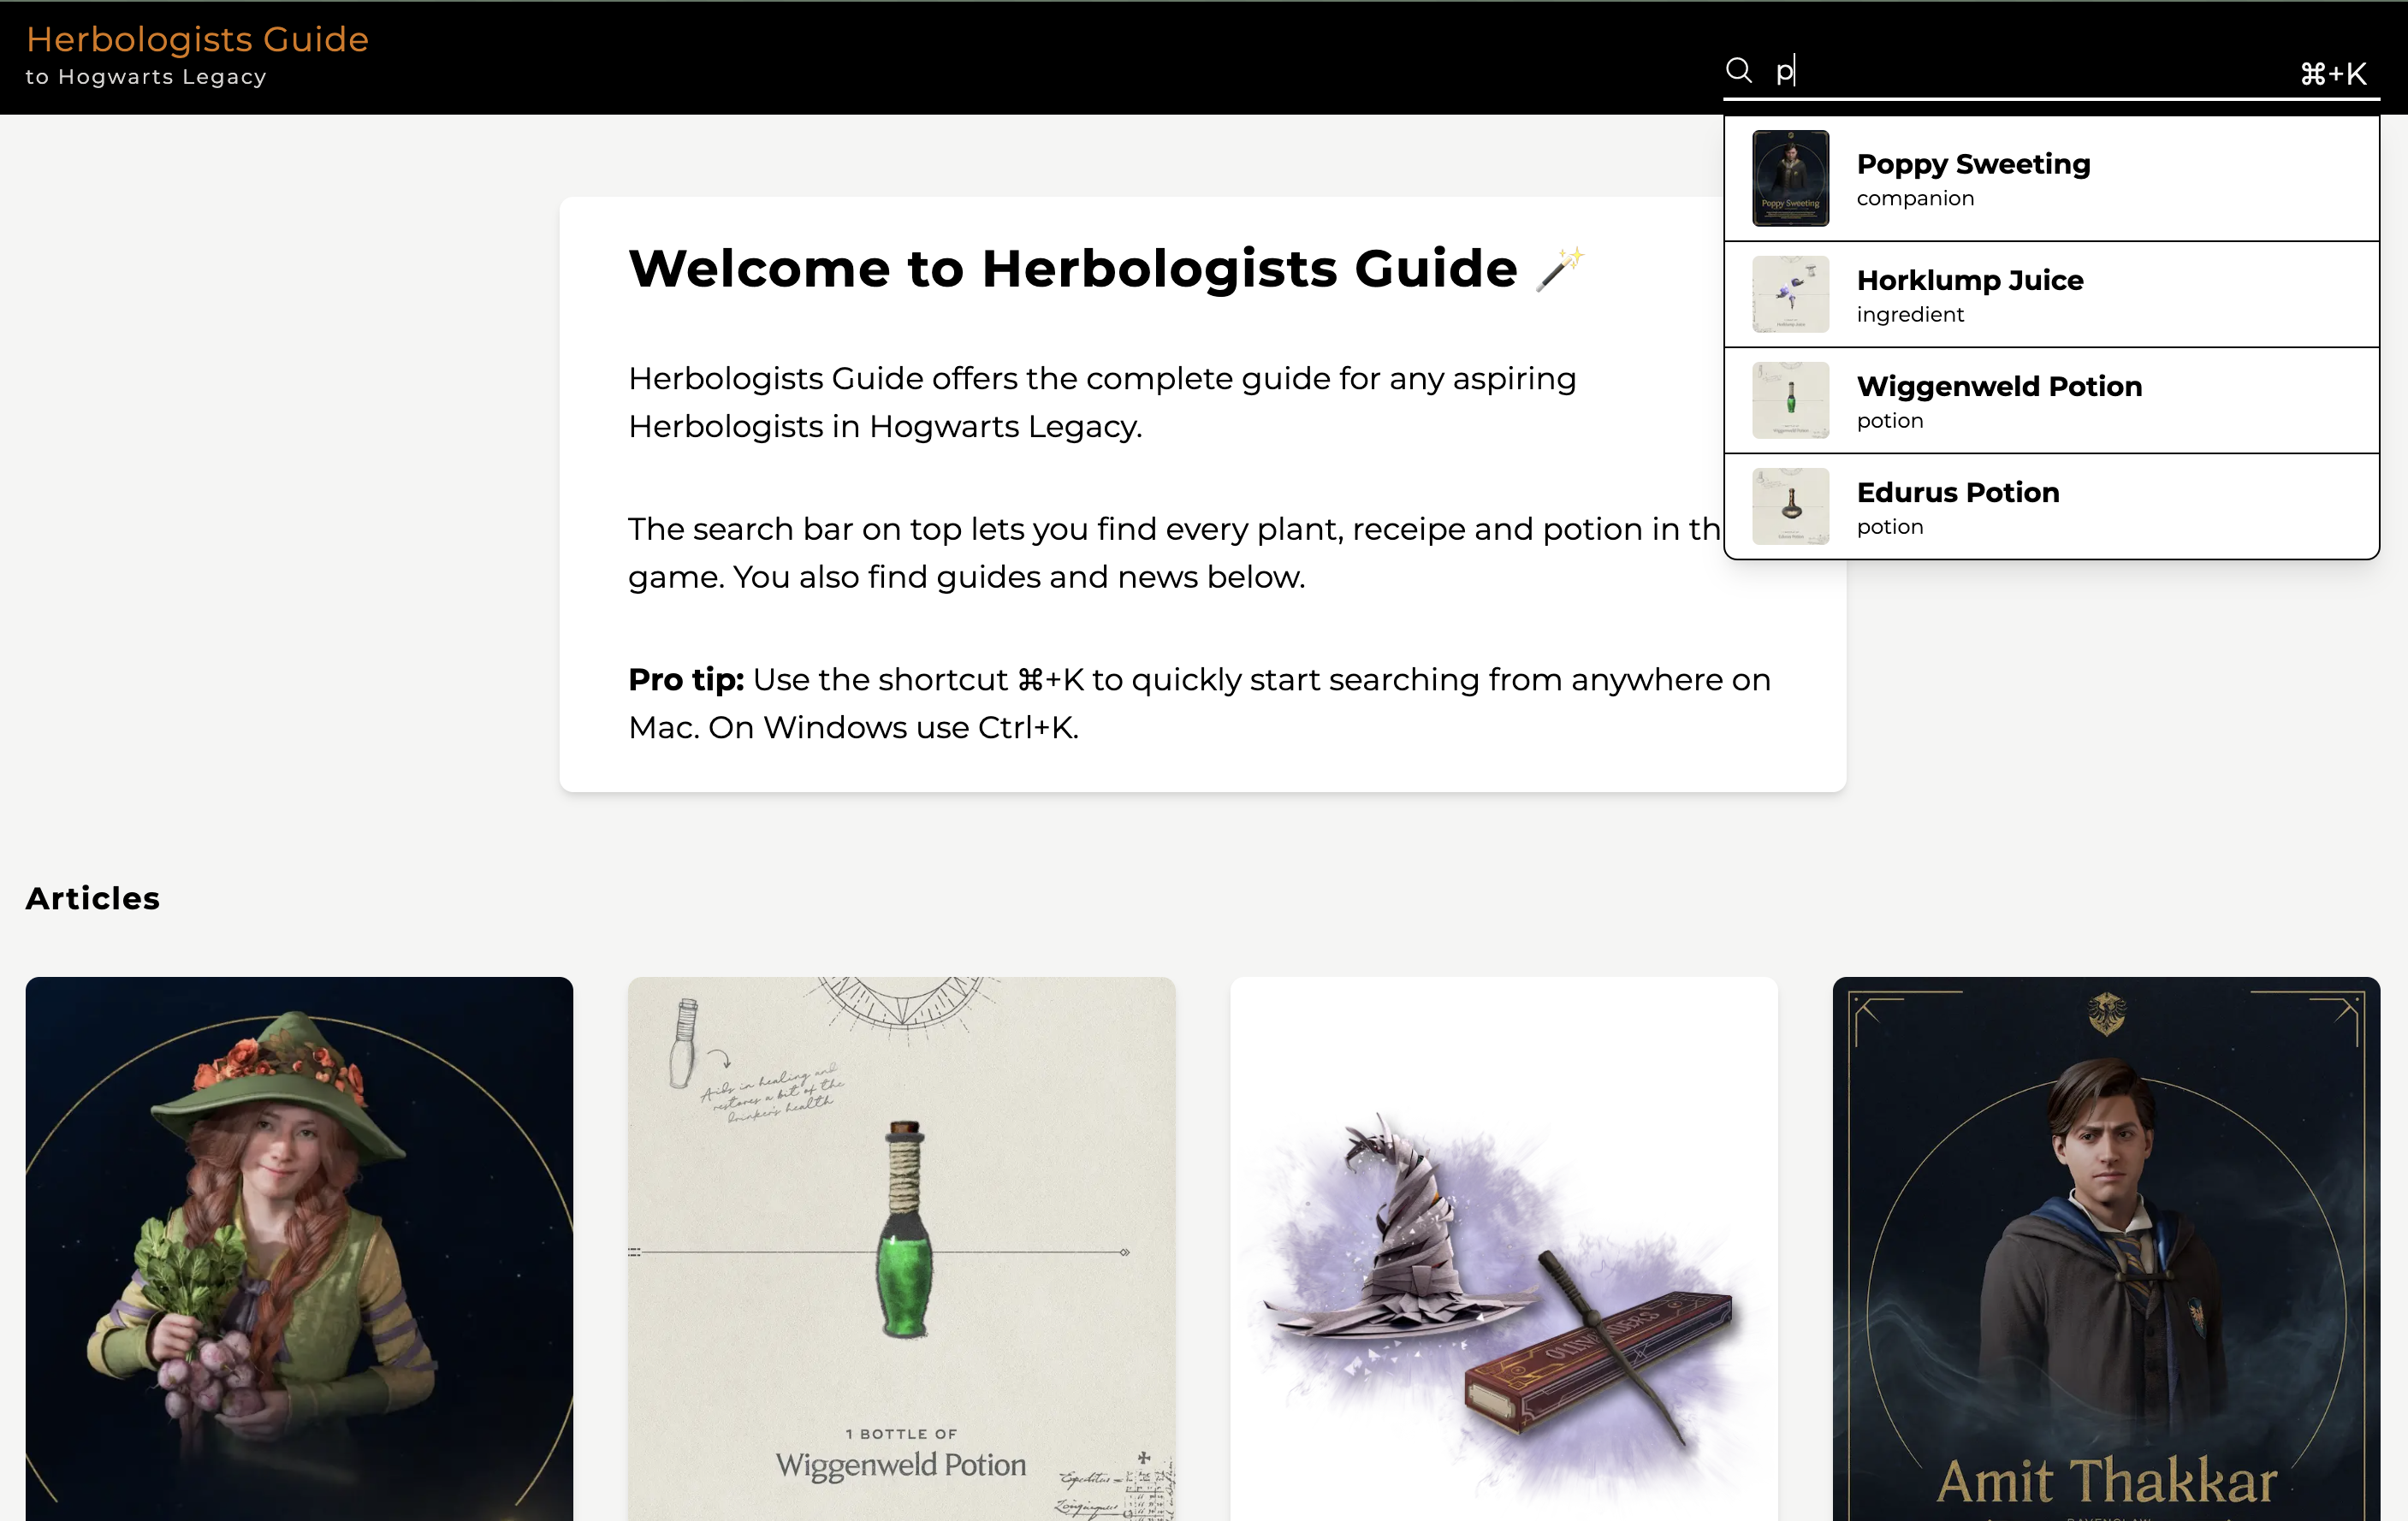 Herbologists Guide
to Hogwarts Legacy
p
⌘+K
Poppy Sweeting
companion
Horklump Juice
ingredient
Wiggenweld Potion
potion
Edurus Potion
potion
Welcome to Herbologists Guide
Herbologists Guide offers the complete guide for any aspiring
Herbologists in Hogwarts Legacy.
The search bar on top lets you find every plant, receipe and potion in th
game. You also find guides and news below.
Pro tip: Use the shortcut ⌘+K to quickly start searching from anywhere on
Mac. On Windows use Ctrl+K.
Articles
Aids in healing and
restores a bit of the
drinker's health
1 BOTTLE OF
Wiggenweld Potion
Expeditus
OLLIVANDERS
Amit Thakkar